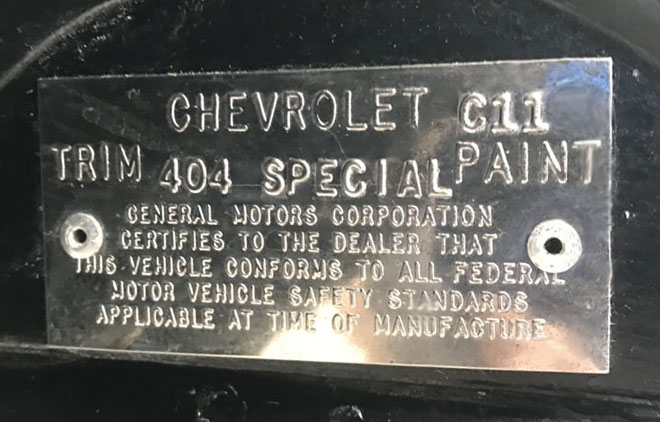 CHEVROLET C11
TRIM 404 SPECIAL PAINT
GENERAL MOTORS CORPORATION
CERTIFIES TO THE DEALER THAT
THIS VEHICLE CONFORMS TO ALL FEDERAL
MOTOR VEHICLE SAFETY STANDARDS
APPLICABLE AT TIME OF MANUFACTURE